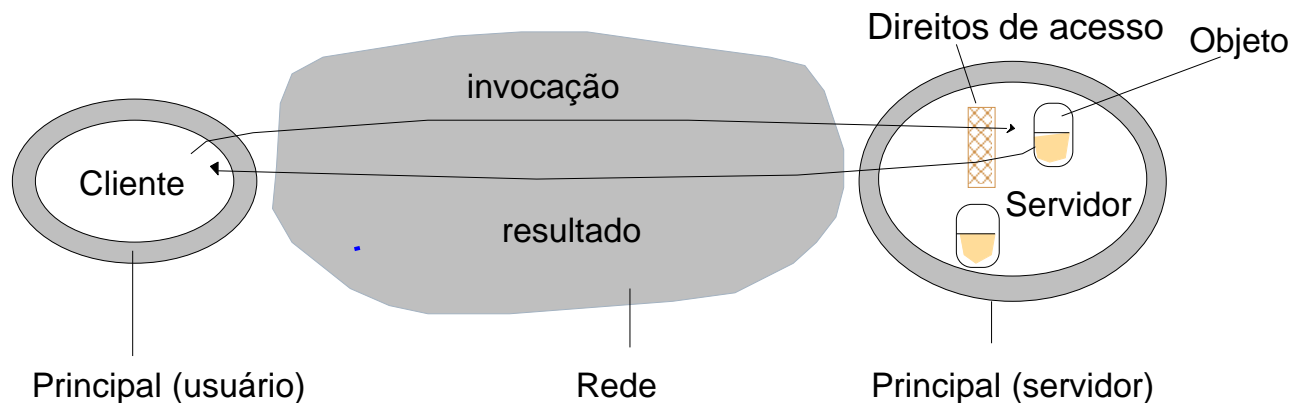 Direitos de acesso
Objeto
invocação
Cliente
Servidor
resultado
Principal (usuário)
Rede
Principal (servidor)